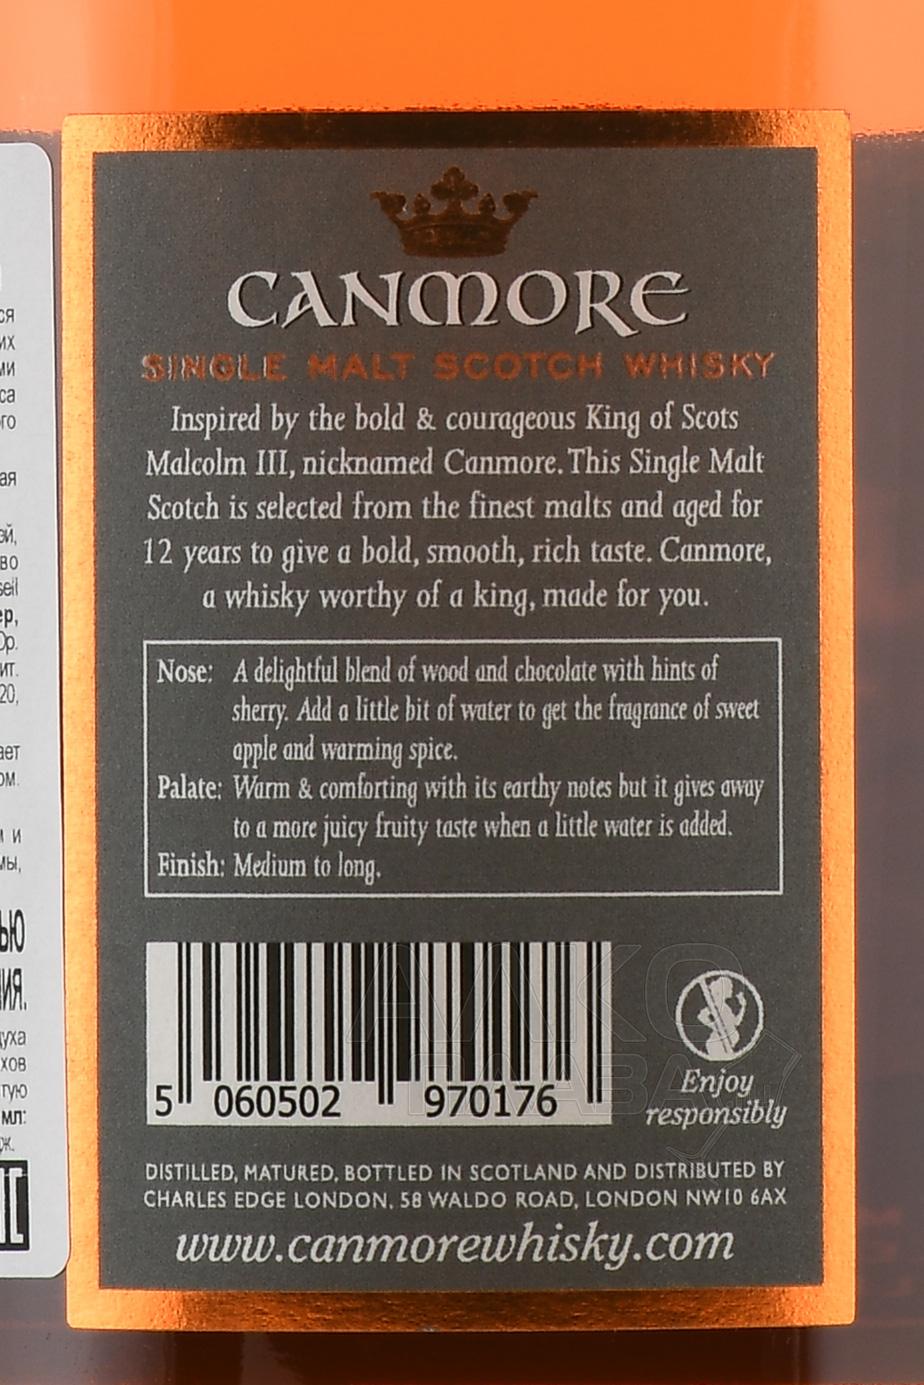 CANMORE
SINGLE MALT SCOTCH WHISKY
Inspired by the bold & courageous King of Scots
Malcolm III, nicknamed Canmore. This Single Malt
Scotch is selected from the finest malts and aged for
12 years to give a bold, smooth, rich taste. Canmore,
a whisky worthy of a king, made for you.
Nose: A delightful blend of wood and chocolate with hints of
sherry. Add a little bit of water to get the fragrance of sweet
apple and warming spice.
Palate: Warm & comforting with its earthy notes but it gives away
to a more juicy fruity taste when a little water is added.
Finish: Medium to long.
5 060502 970176
Enjoy
responsibly
DISTILLED, MATURED, BOTTLED IN SCOTLAND AND DISTRIBUTED BY
CHARLES EDGE LONDON, 58 WALDO ROAD, LONDON NW10 6AX
www.canmorewhisky.com
АЛКО
ГЛАВА